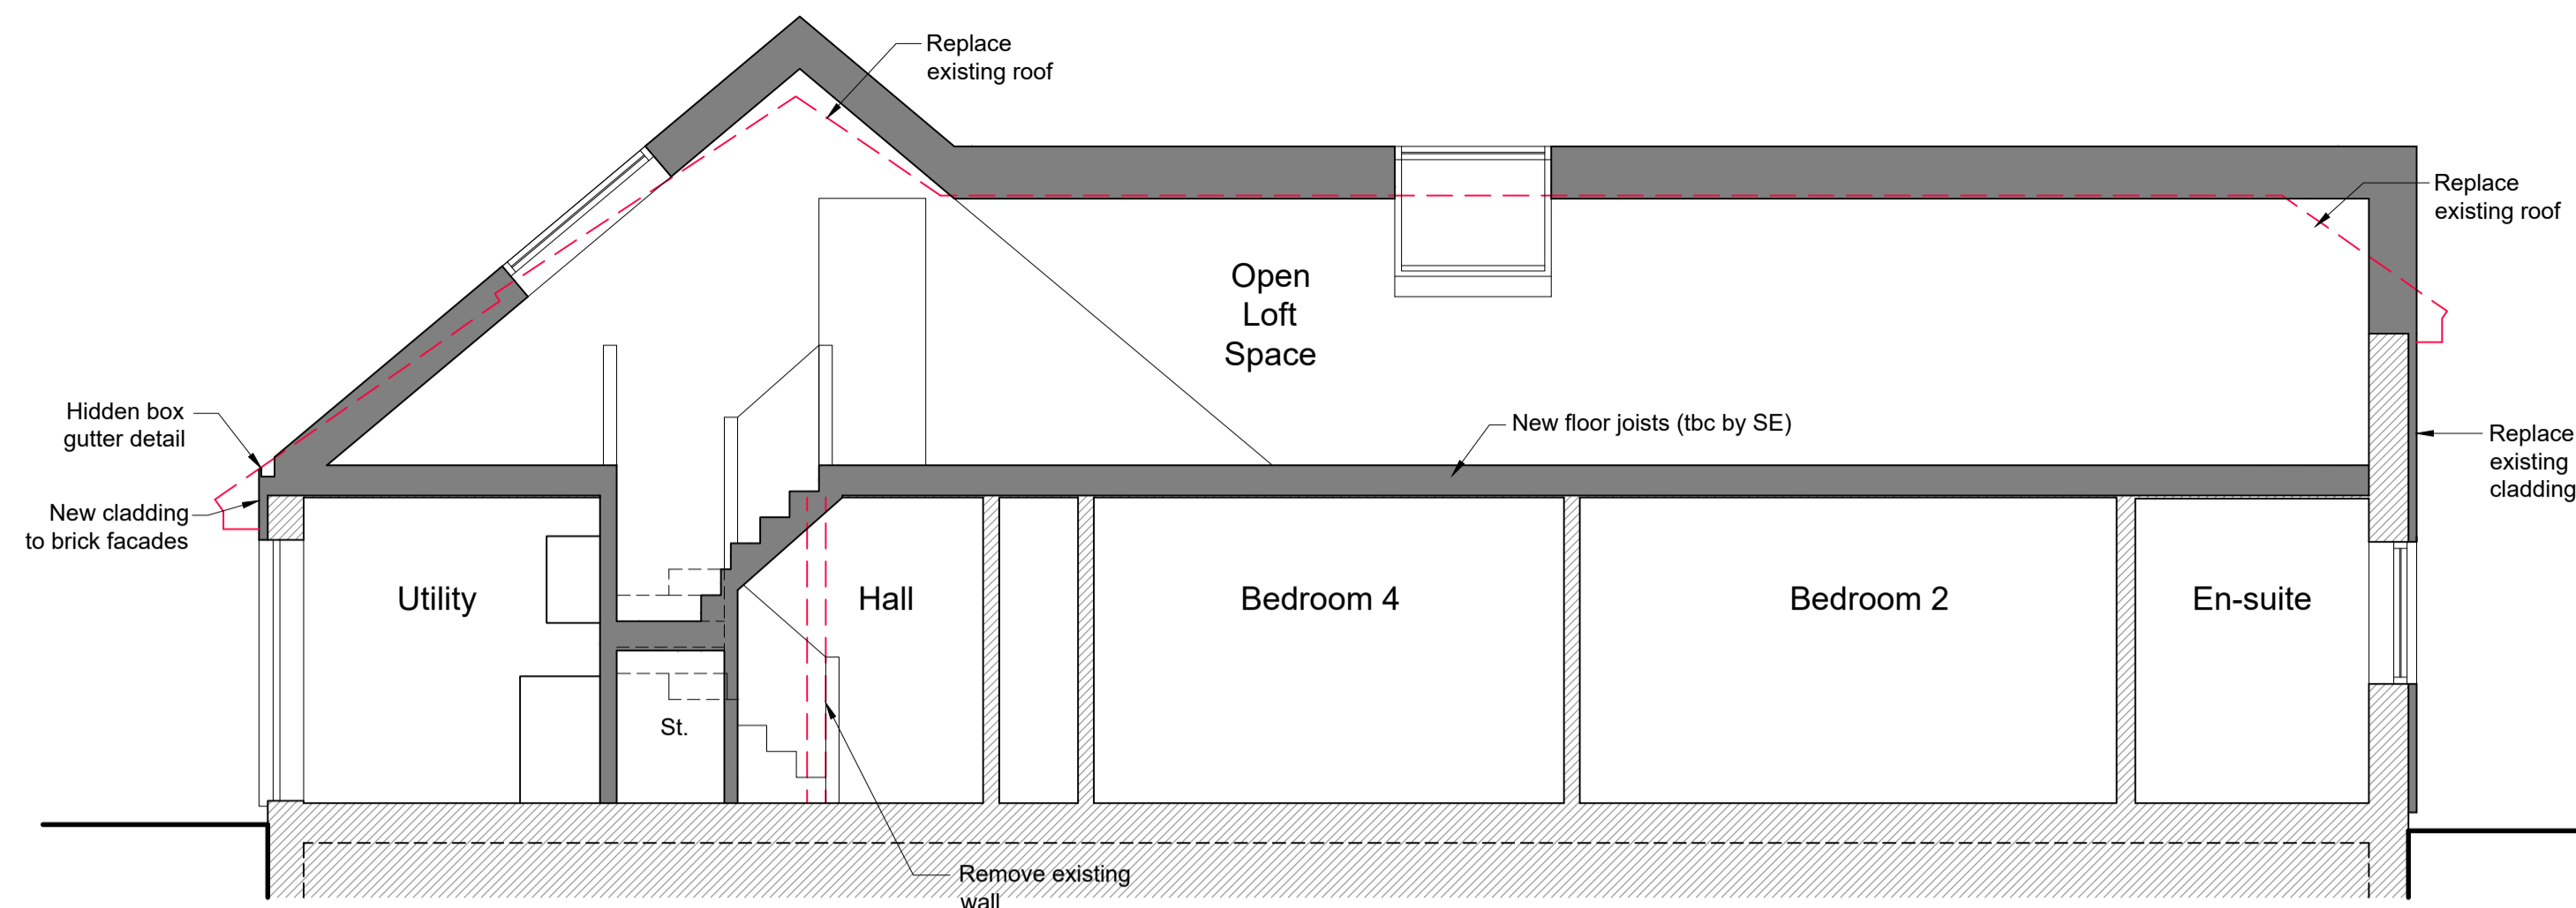 Replace
existing roof
Replace
existing roof
Open
Loft
Space
Hidden box
gutter detail
New floor joists (tbc by SE)
Replace
existing
cladding
New cladding
to brick facades
Utility
Hall
Bedroom 4
Bedroom 2
En-suite
St.
Remove existing
wall